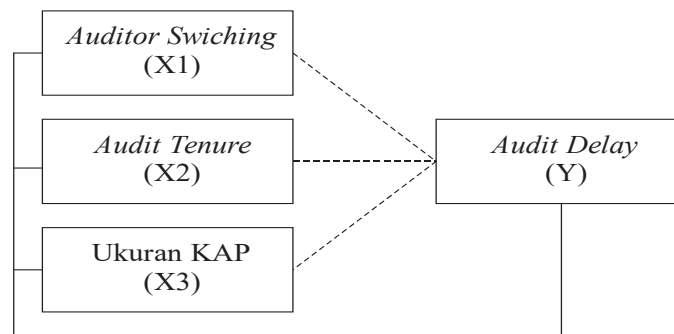 Auditor Swiching
(X1)
Audit Tenure
(X2)
Audit Delay
(Y)
Ukuran KAP
(X3)